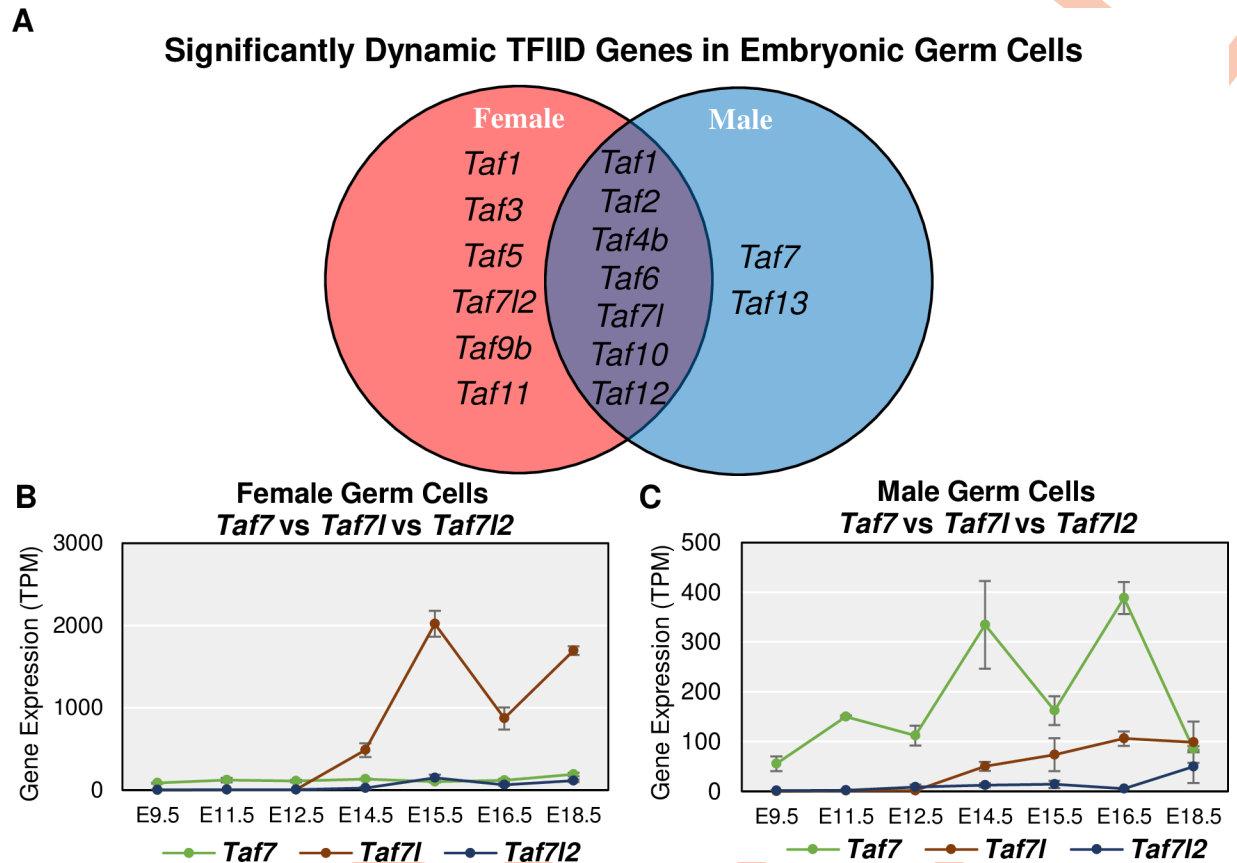 A
Significantly Dynamic TFIID Genes in Embryonic Germ Cells
Female
Taf1
Taf3
Taf5
Taf7l2
Taf9b
Taf11
Taf1
Taf2
Taf4b
Taf6
Taf7l
Taf10
Taf12
Male
Taf7
Taf13
B
Female Germ Cells
Taf7 vs Taf7l vs Taf7l2
Gene Expression (TPM)
3000
2000
1000
0
E9.5 E11.5 E12.5 E14.5 E15.5 E16.5 E18.5
Taf7 Taf7l Taf7l2
C
Male Germ Cells
Taf7 vs Taf7l vs Taf7l2
Gene Expression (TPM)
500
400
300
200
100
0
E9.5 E11.5 E12.5 E14.5 E15.5 E16.5 E18.5
Taf7 Taf7l Taf7l2